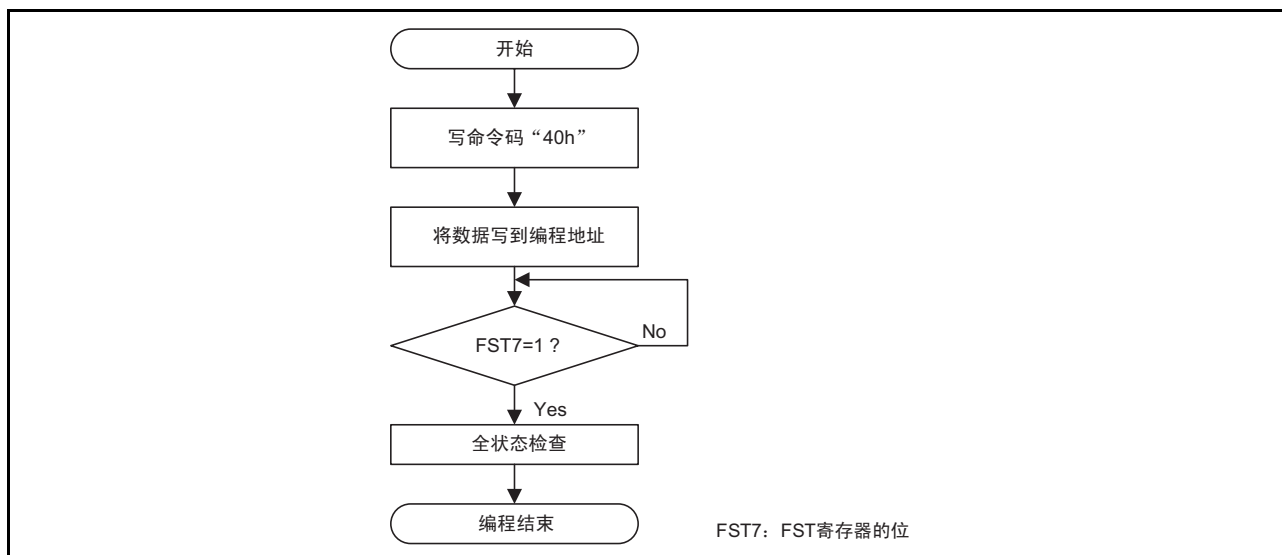 开始
写命令码“40h”
将数据写到编程地址
FST7=1 ?
No
Yes
全状态检查
编程结束
FST7：FST寄存器的位